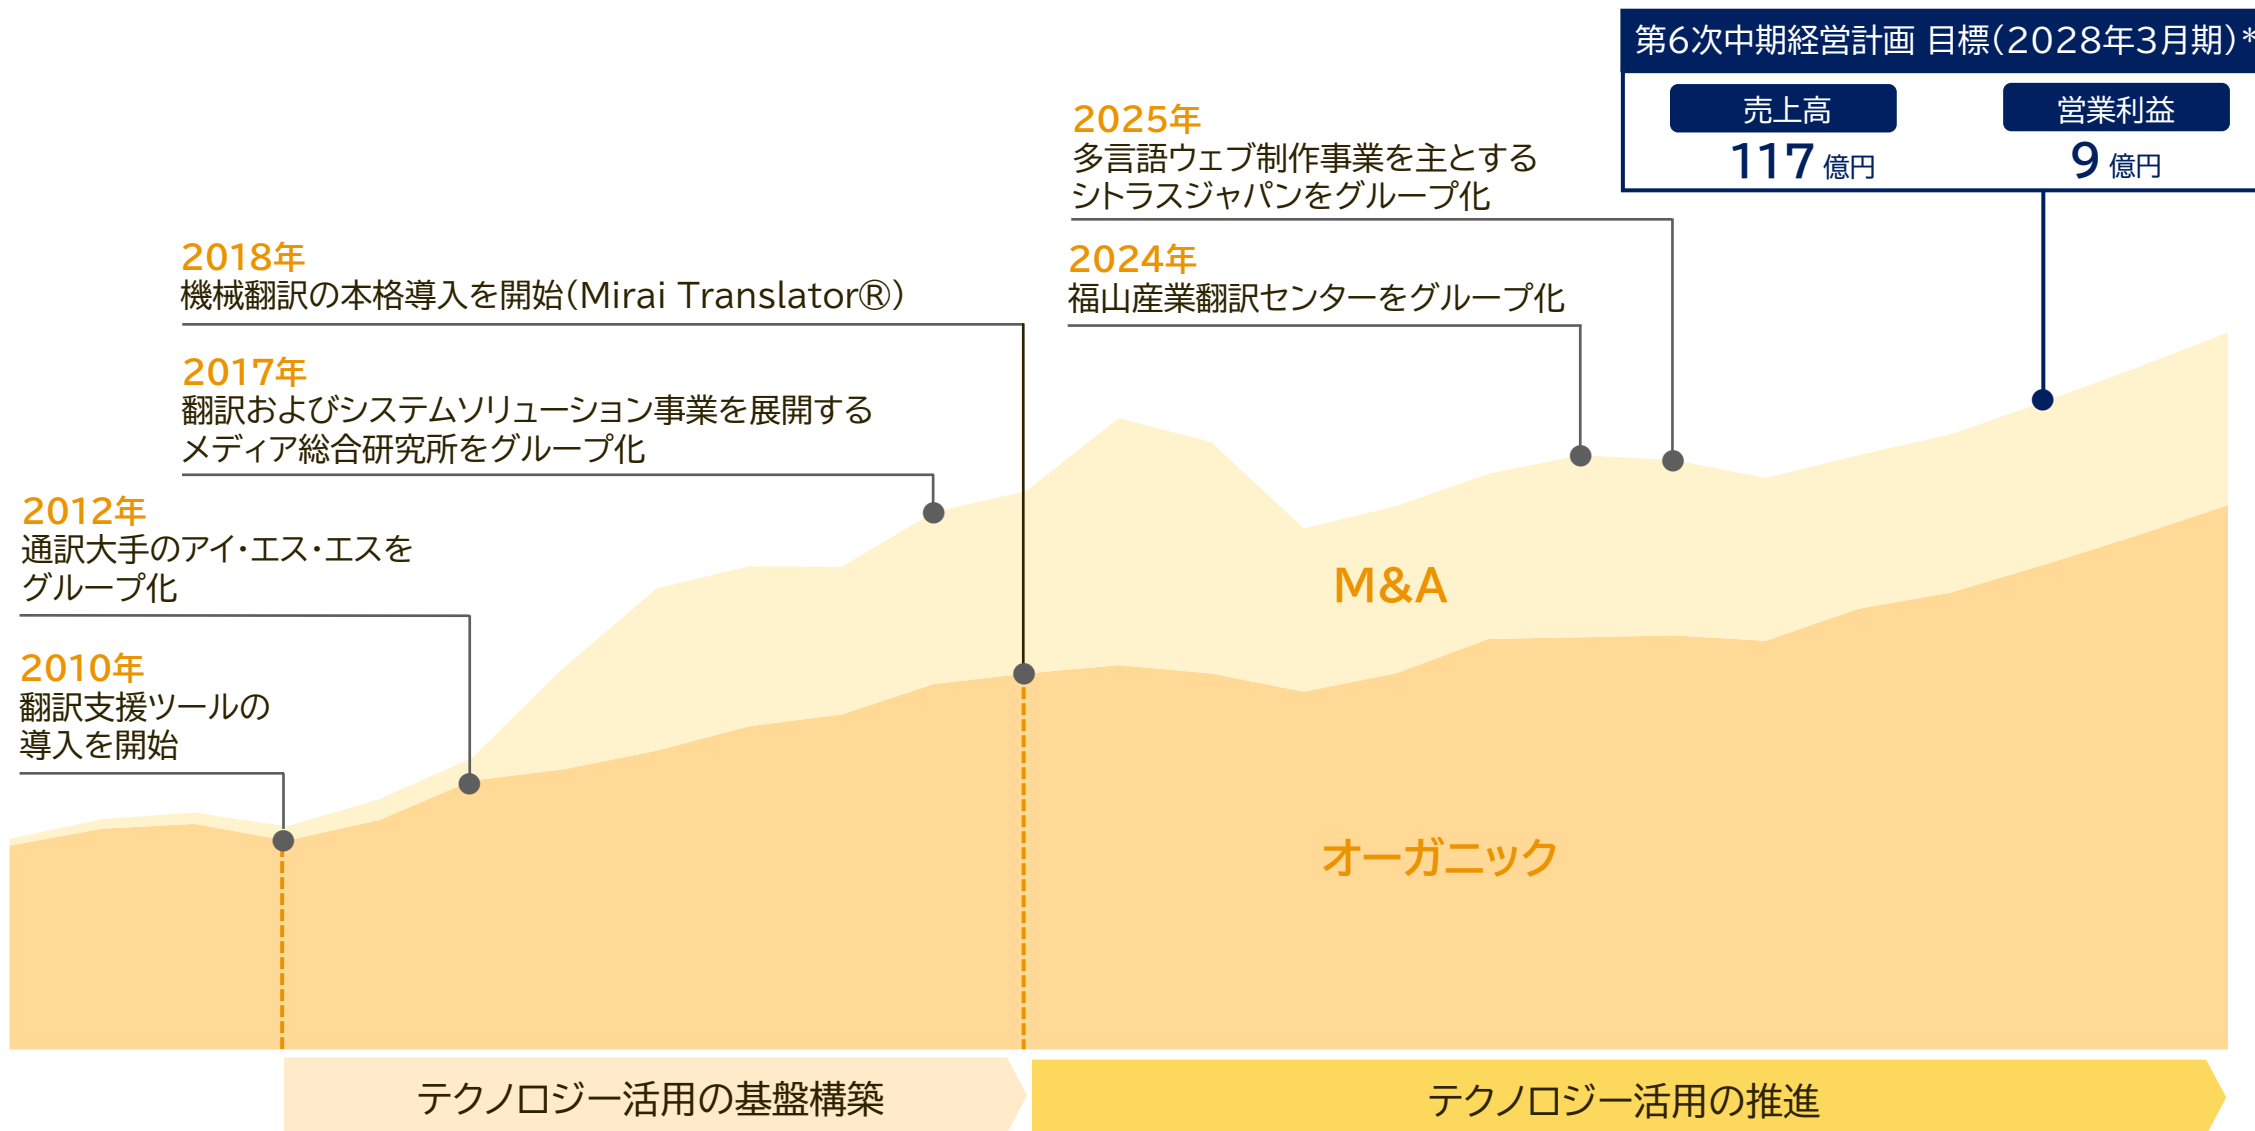 第6次中期経営計画 目標(2028年3月期)*
売上高
営業利益
117 億円
9 億円
2025年
多言語ウェブ制作事業を主とする
シトラスジャパンをグループ化
2024年
福山産業翻訳センターをグループ化
2018年
機械翻訳の本格導入を開始(Mirai Translator®)
2017年
翻訳およびシステムソリューション事業を展開する
メディア総合研究所をグループ化
2012年
通訳大手のアイ・エス・エスを
グループ化
2010年
翻訳支援ツールの
導入を開始
M&A
オーガニック
テクノロジー活用の基盤構築
テクノロジー活用の推進